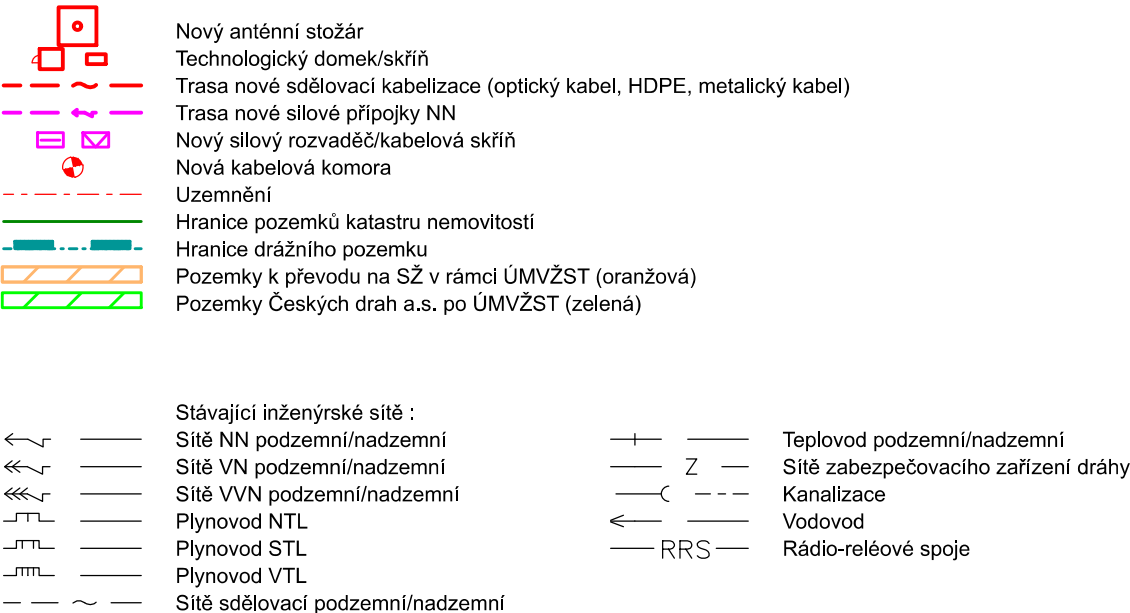 Nový anténní stožár
Technologický domek/skříň
Trasa nové sdělovací kabelizace (optický kabel, HDPE, metalický kabel)
Trasa nové silové přípojky NN
Nový silový rozvaděč/kabelová skříň
Nová kabelová komora
Uzemnění
Hranice pozemků katastru nemovitostí
Hranice drážního pozemku
Pozemky k převodu na SŽ v rámci ÚMVŽST (oranžová)
Pozemky Českých drah a.s. po ÚMVŽST (zelená)
Stávající inženýrské sítě :
Sítě NN podzemní/nadzemní
Sítě VN podzemní/nadzemní
Sítě VVN podzemní/nadzemní
Plynovod NTL
Plynovod STL
Plynovod VTL
Sítě sdělovací podzemní/nadzemní
Teplovod podzemní/nadzemní
Z Sítě zabezpečovacího zařízení dráhy
Kanalizace
Vodovod
RRS Rádio-reléové spoje